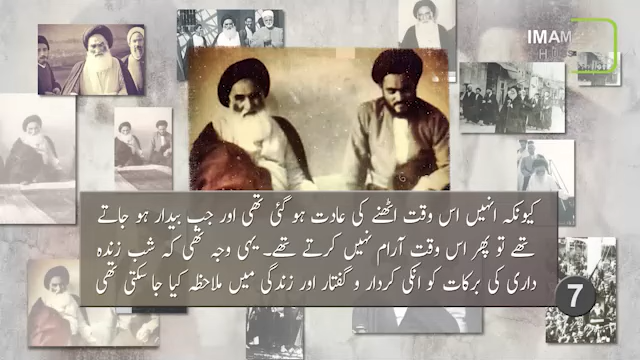 IMAM
کیونکہ انہیں اس وقت اٹھنے کی عادت ہو گئی تھی اور جب بیدار ہو جاتے
تھے تو پھر اس وقت آرام نہیں کرتے تھے۔ یہی وجہ تھی کہ شب زندہ
داری کی برکات کو انکی کردار و گفتار اور زندگی میں ملاحظہ کیا جا سکتی تھی
7